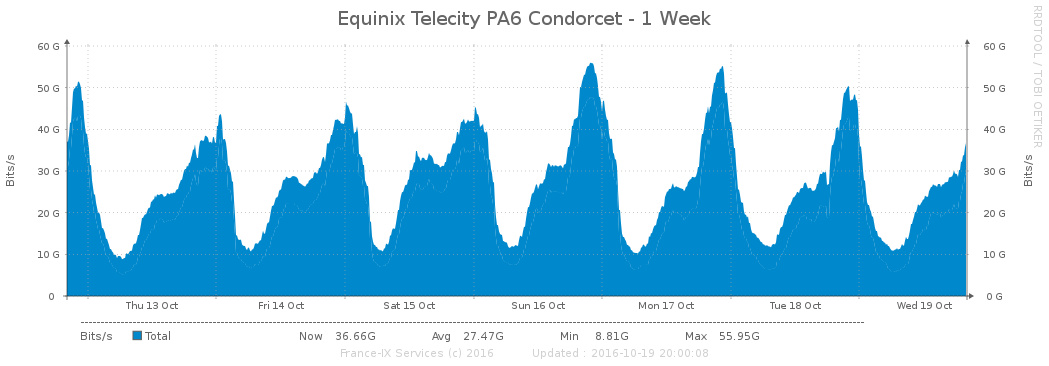 Equinix Telecity PA6 Condorcet - 1 Week
RRDTOOL / TOBI OETIKER
60 G 60 G
50 G 50 G
40 G 40 G
30 G 30 G
20 G 20 G
10 G 10 G
0 0 G
Bits/s
Bits/s
Thu 13 Oct Fri 14 Oct Sat 15 Oct Sun 16 Oct Mon 17 Oct Tue 18 Oct Wed 19 Oct
Bits/s Total Now 36.66G Avg 27.47G Min 8.81G Max 55.95G
France-IX Services (c) 2016 Updated : 2016-10-19 20:00:08